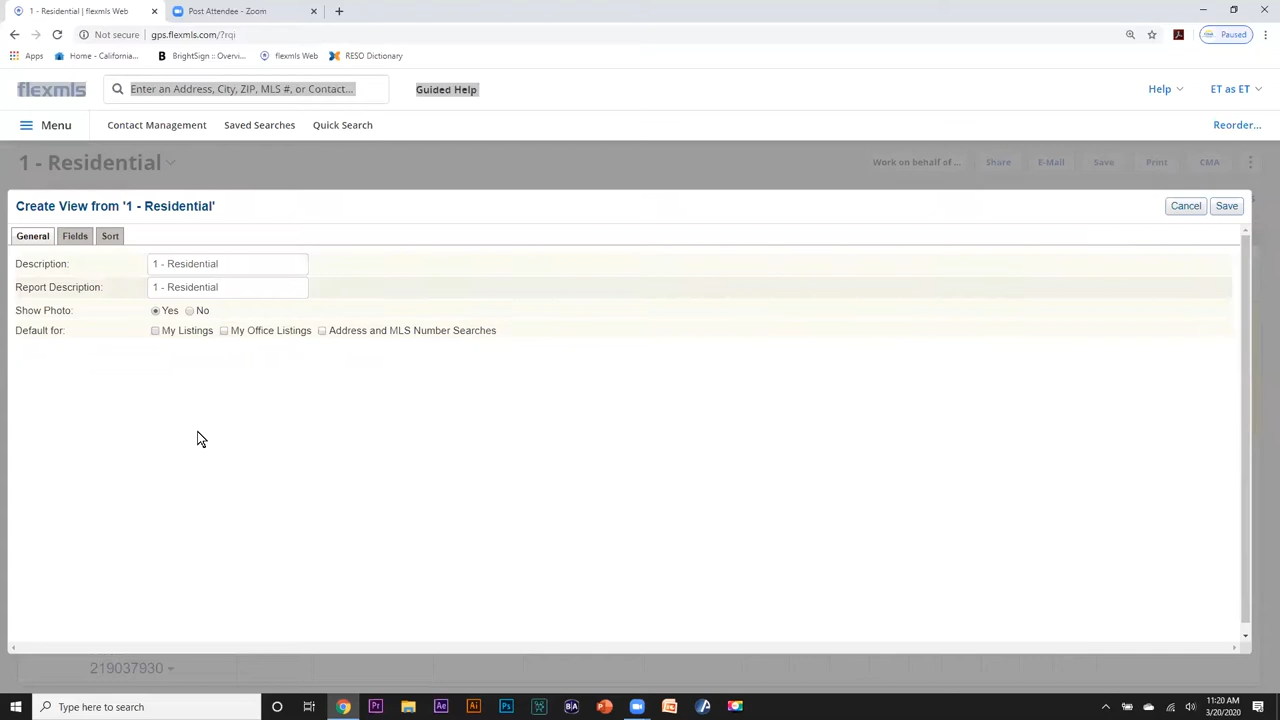 1 - Residential | flexmls Web
Post Attendee - Zoom
Not secure
gps.flexmls.com/?rqi
Paused
Apps
Home - California...
BrightSign :: Overvi...
flexmls Web
RESO Dictionary
flexmls
Enter an Address, City, ZIP, MLS #, or Contact...
Guided Help
Help
ET as ET
Menu
Contact Management
Saved Searches
Quick Search
Reorder...
1 - Residential
Work on behalf of ...
Share
E-Mail
Save
Print
CMA
Create View from '1 - Residential'
Cancel
Save
General
Fields
Sort
Description:
1 - Residential
Report Description:
1 - Residential
Show Photo:
Yes
No
Default for:
My Listings
My Office Listings
Address and MLS Number Searches
219037930
Type here to search
Pr
Ae
Ai
Ps
B/A
11:20 AM
3/20/2020